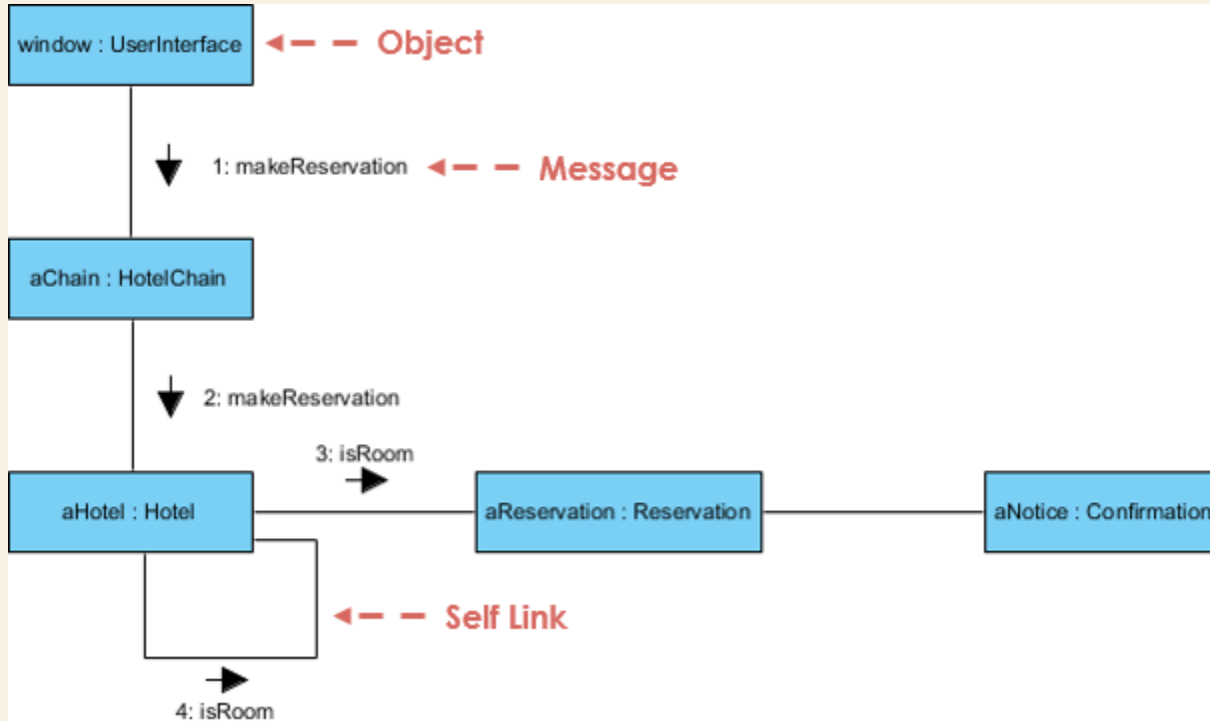 window : UserInterface
Object
1: makeReservation
Message
aChain : HotelChain
2: makeReservation
3: isRoom
aHotel : Hotel
aReservation : Reservation
aNotice : Confirmation
Self Link
4: isRoom